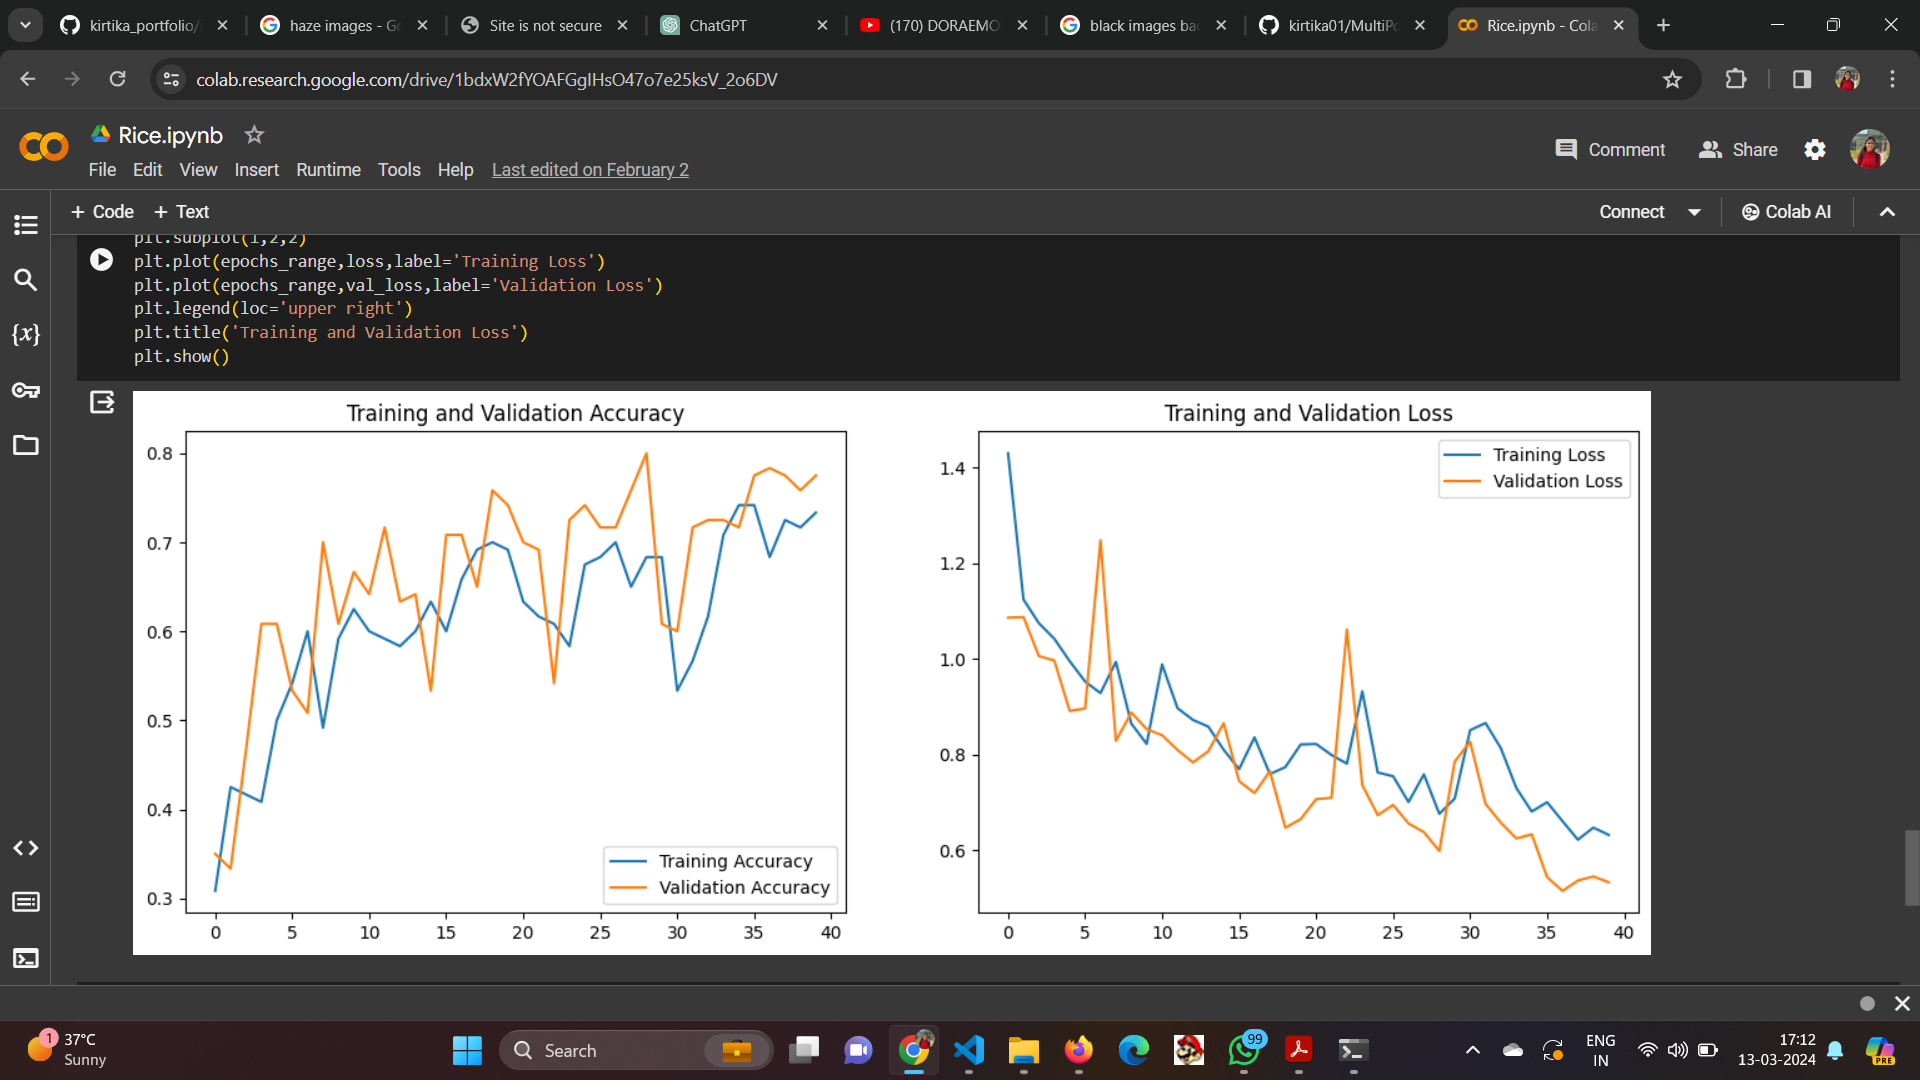 kirtika_portfolio/
haze images - Go
Site is not secure
ChatGPT
(170) DORAEMO
black images bac
kirtika01/MultiPo
Rice.ipynb - Cola
colab.research.google.com/drive/1bdxW2fYOAFGgIHsO47o7e25ksV_2o6DV
Rice.ipynb
Comment
Share
File Edit View Insert Runtime Tools Help Last edited on February 2
+ Code + Text
Connect
Colab AI
plt.subplot(1,2,2)
plt.plot(epochs_range,loss,label='Training Loss')
plt.plot(epochs_range,val_loss,label='Validation Loss')
plt.legend(loc='upper right')
plt.title('Training and Validation Loss')
plt.show()
{x}
Training and Validation Accuracy
0.8
0.7
0.6
0.5
0.4
0.3
Training Accuracy
Validation Accuracy
0 5 10 15 20 25 30 35 40
Training and Validation Loss
1.4
1.2
1.0
0.8
0.6
Training Loss
Validation Loss
0 5 10 15 20 25 30 35 40
1
37°C
Sunny
Search
99
ENG
IN
17:12
13-03-2024
PRE